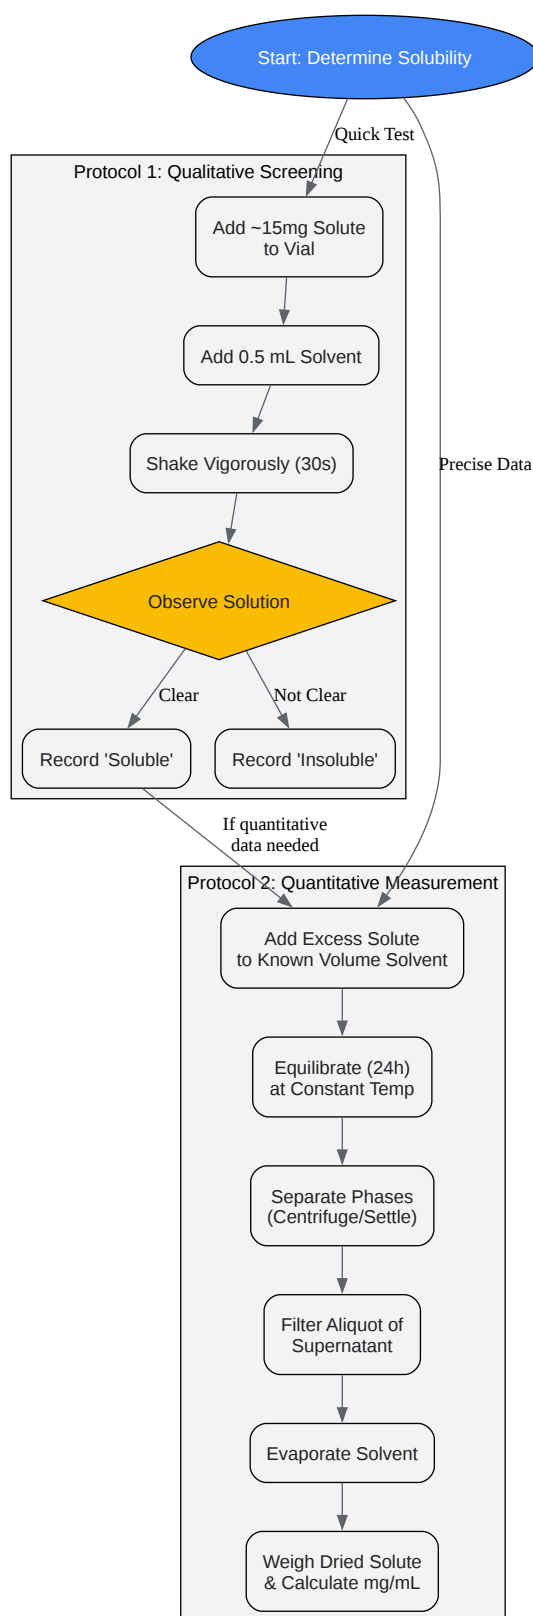 Start: Determine Solubility
Quick Test
Protocol 1: Qualitative Screening
Add ~15mg Solute
to Vial
Add 0.5 mL Solvent
Shake Vigorously (30s)
Precise Data
Observe Solution
Clear
Not Clear
Record 'Soluble'
Record 'Insoluble'
If quantitative
data needed
Protocol 2: Quantitative Measurement
Add Excess Solute
to Known Volume Solvent
Equilibrate (24h)
at Constant Temp
Separate Phases
(Centrifuge/Settle)
Filter Aliquot of
Supernatant
Evaporate Solvent
Weigh Dried Solute
& Calculate mg/mL